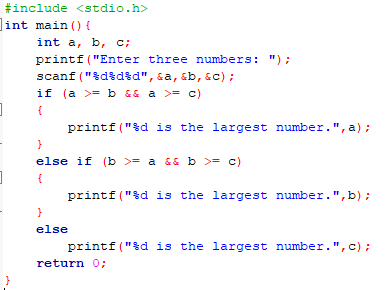 #include <stdio.h>
int main(){
    int a, b, c;
    printf("Enter three numbers: ");
    scanf("%d%d%d",&a,&b,&c);
    if (a >= b && a >= c)
    {
        printf("%d is the largest number.",a);
    }
    else if (b >= a && b >= c)
    {
        printf("%d is the largest number.",b);
    }
    else
        printf("%d is the largest number.",c);
    return 0;
}